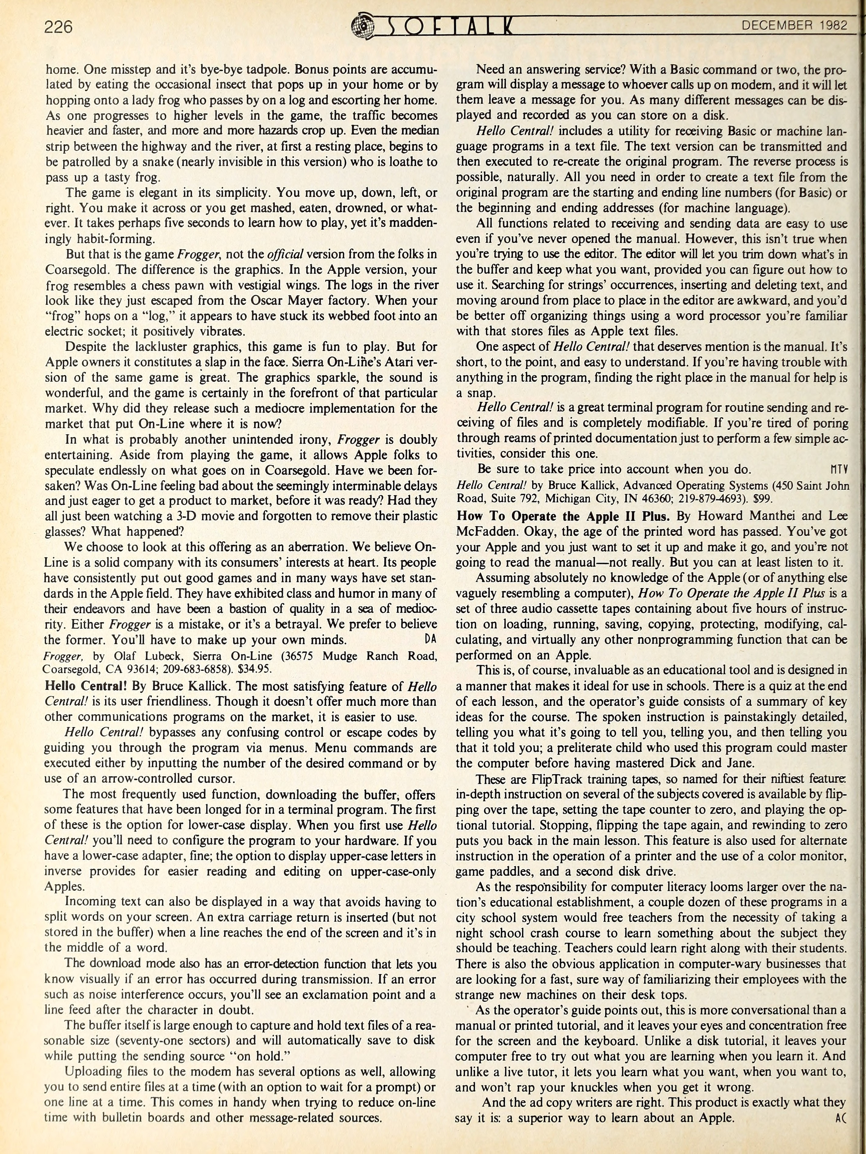 226
SOFTALK
DECEMBER 1982
home. One misstep and it's bye-bye tadpole. Bonus points are accumu-
lated by eating the occasional insect that pops up in your home or by
hopping onto a lady frog who passes by on a log and escorting her home.
As one progresses to higher levels in the game, the traffic becomes
heavier and faster, and more and more hazards crop up. Even the median
strip between the highway and the river, at first a resting place, begins to
be patrolled by a snake (nearly invisible in this version) who is loathe to
pass up a tasty frog.
The game is elegant in its simplicity. You move up, down, left, or
right. You make it across or you get mashed, eaten, drowned, or what-
ever. It takes perhaps five seconds to learn how to play, yet it's madden-
ingly habit-forming.
But that is the game Frogger, not the official version from the folks in
Coarsegold. The difference is the graphics. In the Apple version, your
frog resembles a chess pawn with vestigial wings. The logs in the river
look like they just escaped from the Oscar Mayer factory. When your
"frog" hops on a "log," it appears to have stuck its webbed foot into an
electric socket; it positively vibrates.
Despite the lackluster graphics, this game is fun to play. But for
Apple owners it constitutes a slap in the face. Sierra On-Line's Atari ver-
sion of the same game is great. The graphics sparkle, the sound is
wonderful, and the game is certainly in the forefront of that particular
market. Why did they release such a mediocre implementation for the
market that put On-Line where it is now?
In what is probably another unintended irony, Frogger is doubly
entertaining. Aside from playing the game, it allows Apple folks to
speculate endlessly on what goes on in Coarsegold. Have we been for-
saken? Was On-Line feeling bad about the seemingly interminable delays
and just eager to get a product to market, before it was ready? Had they
all just been watching a 3-D movie and forgotten to remove their plastic
glasses? What happened?
We choose to look at this offering as an aberration. We believe On-
Line is a solid company with its consumers' interests at heart. Its people
have consistently put out good games and in many ways have set stan-
dards in the Apple field. They have exhibited class and humor in many of
their endeavors and have been a bastion of quality in a sea of medioc-
rity. Either Frogger is a mistake, or it's a betrayal. We prefer to believe
the former. You'll have to make up your own minds. DA
Frogger, by Olaf Lubeck, Sierra On-Line (36575 Mudge Ranch Road,
Coarsegold, CA 93614; 209-683-6858). $34.95.
Hello Central! By Bruce Kallick. The most satisfying feature of Hello
Central! is its user friendliness. Though it doesn't offer much more than
other communications programs on the market, it is easier to use.
Hello Central! bypasses any confusing control or escape codes by
guiding you through the program via menus. Menu commands are
executed either by inputting the number of the desired command or by
use of an arrow-controlled cursor.
The most frequently used function, downloading the buffer, offers
some features that have been longed for in a terminal program. The first
of these is the option for lower-case display. When you first use Hello
Central! you'll need to configure the program to your hardware. If you
have a lower-case adapter, fine; the option to display upper-case letters in
inverse provides for easier reading and editing on upper-case-only
Apples.
Incoming text can also be displayed in a way that avoids having to
split words on your screen. An extra carriage return is inserted (but not
stored in the buffer) when a line reaches the end of the screen and it's in
the middle of a word.
The download mode also has an error-detection function that lets you
know visually if an error has occurred during transmission. If an error
such as noise interference occurs, you'll see an exclamation point and a
line feed after the character in doubt.
The buffer itself is large enough to capture and hold text files of a rea-
sonable size (seventy-one sectors) and will automatically save to disk
while putting the sending source "on hold."
Uploading files to the modem has several options as well, allowing
you to send entire files at a time (with an option to wait for a prompt) or
one line at a time. This comes in handy when trying to reduce on-line
time with bulletin boards and other message-related sources.
Need an answering service? With a Basic command or two, the pro-
gram will display a message to whoever calls up on modem, and it will let
them leave a message for you. As many different messages can be dis-
played and recorded as you can store on a disk.
Hello Central! includes a utility for receiving Basic or machine lan-
guage programs in a text file. The text version can be transmitted and
then executed to re-create the original program. The reverse process is
possible, naturally. All you need in order to create a text file from the
original program are the starting and ending line numbers (for Basic) or
the beginning and ending addresses (for machine language).
All functions related to receiving and sending data are easy to use
even if you've never opened the manual. However, this isn't true when
you're trying to use the editor. The editor will let you trim down what's in
the buffer and keep what you want, provided you can figure out how to
use it. Searching for strings' occurrences, inserting and deleting text, and
moving around from place to place in the editor are awkward, and you'd
be better off organizing things using a word processor you're familiar
with that stores files as Apple text files.
One aspect of Hello Central! that deserves mention is the manual. It's
short, to the point, and easy to understand. If you're having trouble with
anything in the program, finding the right place in the manual for help is
a snap.
Hello Central! is a great terminal program for routine sending and re-
ceiving of files and is completely modifiable. If you're tired of poring
through reams of printed documentation just to perform a few simple ac-
tivities, consider this one.
Be sure to take price into account when you do. MTV
Hello Central! by Bruce Kallick, Advanced Operating Systems (450 Saint John
Road, Suite 792, Michigan City, IN 46360; 219-879-4693). $99.
How To Operate the Apple II Plus. By Howard Manthei and Lee
McFadden. Okay, the age of the printed word has passed. You've got
your Apple and you just want to set it up and make it go, and you're not
going to read the manual—not really. But you can at least listen to it.
Assuming absolutely no knowledge of the Apple (or of anything else
vaguely resembling a computer), How To Operate the Apple II Plus is a
set of three audio cassette tapes containing about five hours of instruc-
tion on loading, running, saving, copying, protecting, modifying, cal-
culating, and virtually any other nonprogramming function that can be
performed on an Apple.
This is, of course, invaluable as an educational tool and is designed in
a manner that makes it ideal for use in schools. There is a quiz at the end
of each lesson, and the operator's guide consists of a summary of key
ideas for the course. The spoken instruction is painstakingly detailed,
telling you what it's going to tell you, telling you, and then telling you
that it told you; a preliterate child who used this program could master
the computer before having mastered Dick and Jane.
These are FlipTrack training tapes, so named for their niftiest feature:
in-depth instruction on several of the subjects covered is available by flip-
ping over the tape, setting the tape counter to zero, and playing the op-
tional tutorial. Stopping, flipping the tape again, and rewinding to zero
puts you back in the main lesson. This feature is also used for alternate
instruction in the operation of a printer and the use of a color monitor,
game paddles, and a second disk drive.
As the responsibility for computer literacy looms larger over the na-
tion's educational establishment, a couple dozen of these programs in a
city school system would free teachers from the necessity of taking a
night school crash course to learn something about the subject they
should be teaching. Teachers could learn right along with their students.
There is also the obvious application in computer-wary businesses that
are looking for a fast, sure way of familiarizing their employees with the
strange new machines on their desk tops.
As the operator's guide points out, this is more conversational than a
manual or printed tutorial, and it leaves your eyes and concentration free
for the screen and the keyboard. Unlike a disk tutorial, it leaves your
computer free to try out what you are learning when you learn it. And
unlike a live tutor, it lets you learn what you want, when you want to,
and won't rap your knuckles when you get it wrong.
And the ad copy writers are right. This product is exactly what they
say it is: a superior way to learn about an Apple. AC